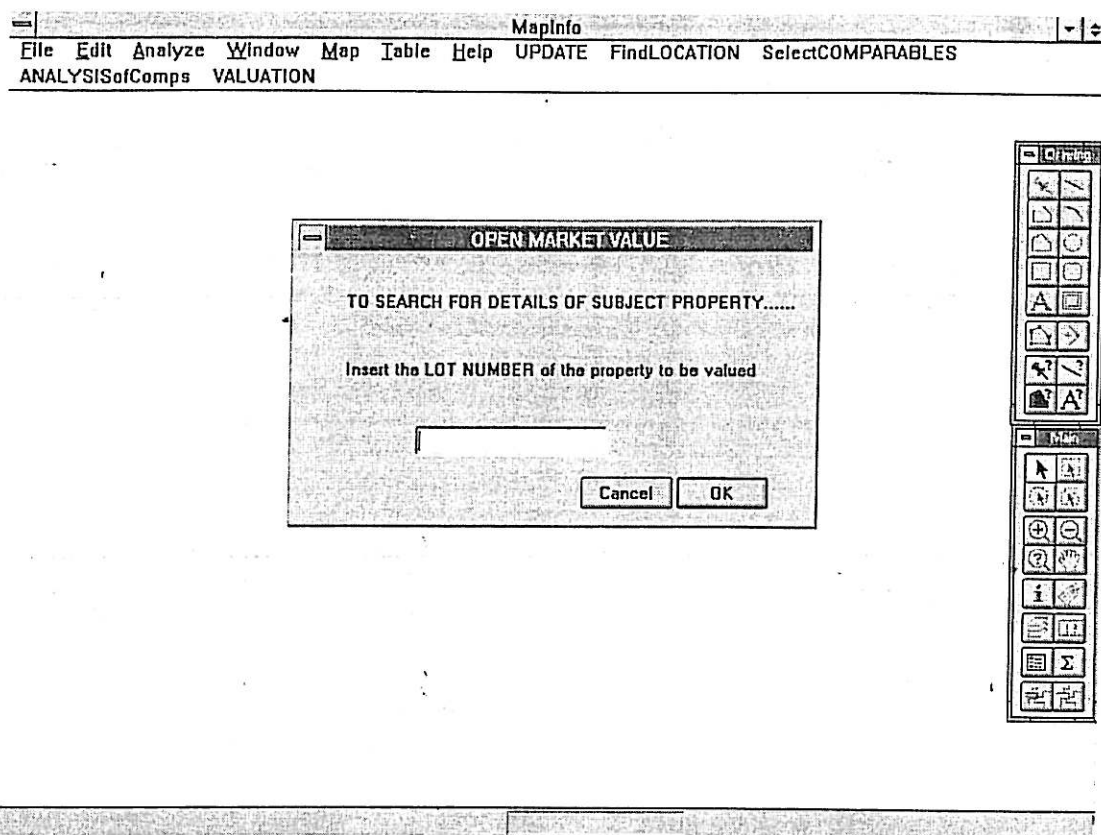 MapInfo
File Edit Analyze Window Map Table Help UPDATE FindLOCATION SelectCOMPARABLES
ANALYSISofComps VALUATION
OPEN MARKET VALUE
TO SEARCH FOR DETAILS OF SUBJECT PROPERTY......
Insert the LOT NUMBER of the property to be valued
Cancel OK
Main